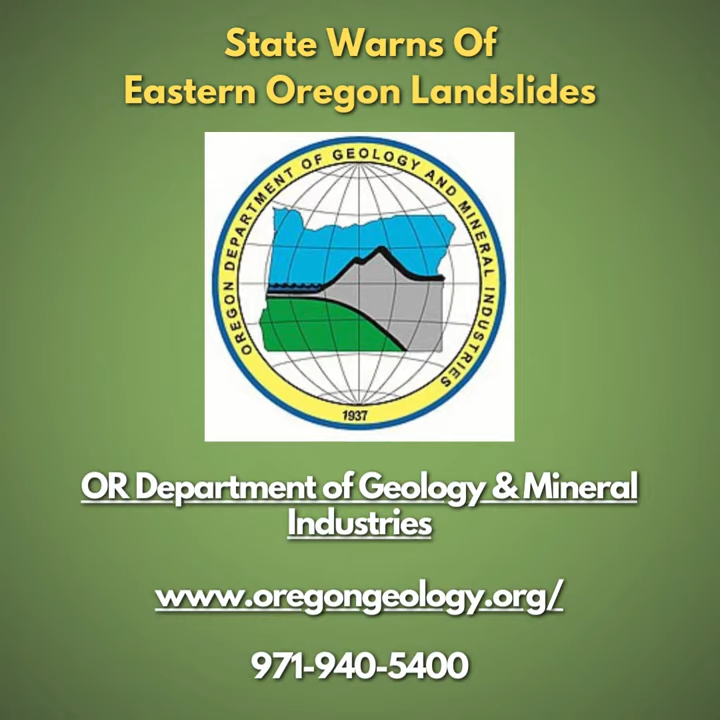 State Warns Of
Eastern Oregon Landslides
OREGON DEPARTMENT OF GEOLOGY AND MINERAL INDUSTRIES
1937
OR Department of Geology & Mineral
Industries
www.oregongeology.org/
971-940-5400